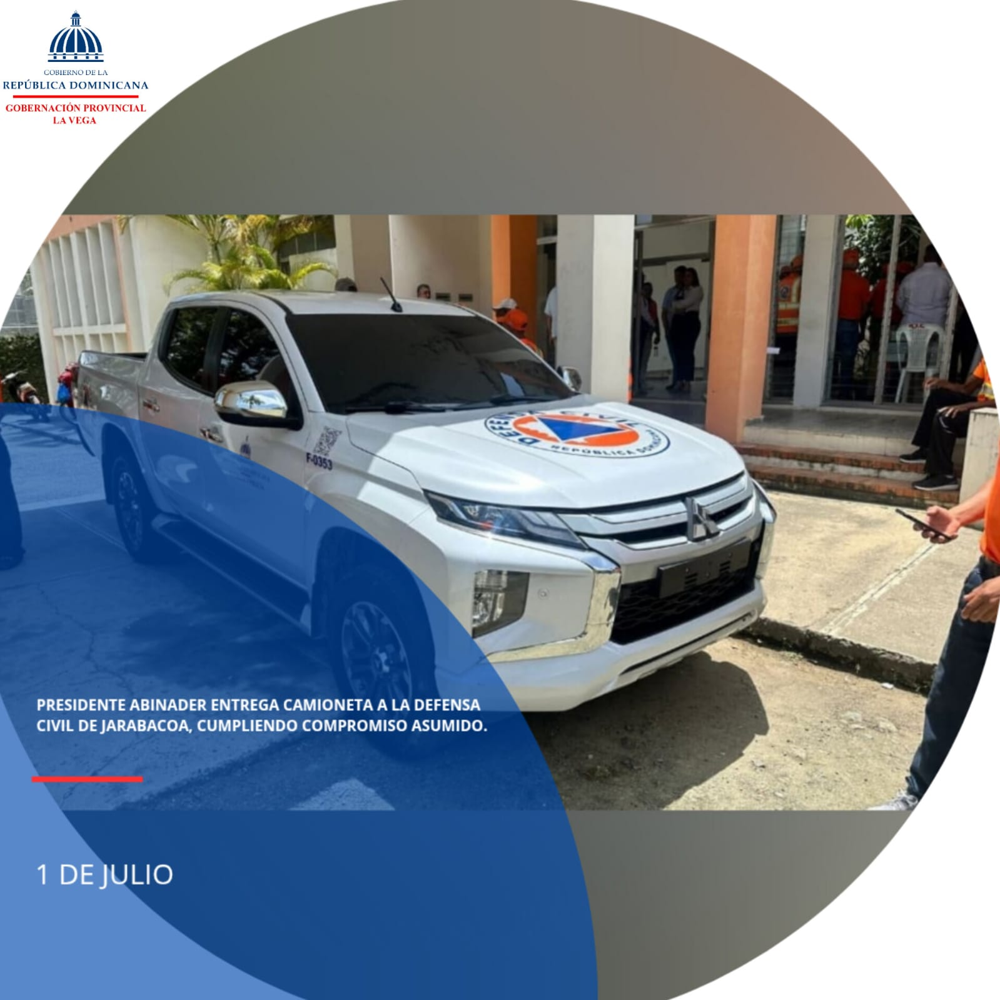 GOBIERNO DE LA
REPÚBLICA DOMINICANA
GOBERNACIÓN PROVINCIAL
LA VEGA
DEFENSA CIVIL
REPÚBLICA DOMINICANA
F-0353
PRESIDENTE ABINADER ENTREGA CAMIONETA A LA DEFENSA
CIVIL DE JARABACOA, CUMPLIENDO COMPROMISO ASUMIDO.
1 DE JULIO